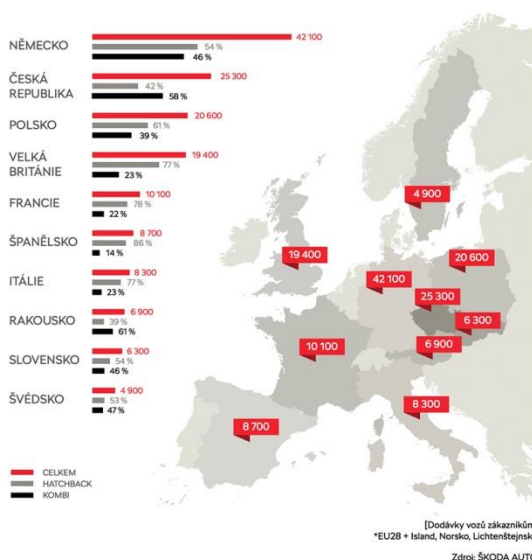 NĚMECKO
42 100
54 %
46 %
ČESKÁ
REPUBLIKA
25 300
42 %
58 %
POLSKO
20 600
61 %
39 %
VELKÁ
BRITÁNIE
19 400
77 %
23 %
FRANCIE
10 100
78 %
22 %
ŠPANĚLSKO
8 700
86 %
14 %
ITÁLIE
8 300
77 %
23 %
RAKOUSKO
6 900
39 %
61 %
SLOVENSKO
6 300
54 %
46 %
ŠVÉDSKO
4 900
53 %
47 %
CELKEM
HATCHBACK
KOMBI
4 900
19 400
20 600
42 100
25 300
6 300
6 900
10 100
8 300
8 700
[Dodávky vozů zákazníkům
*EU28 + Island, Norsko, Lichtenštejnsk
Zdroj: ŠKODA AUT